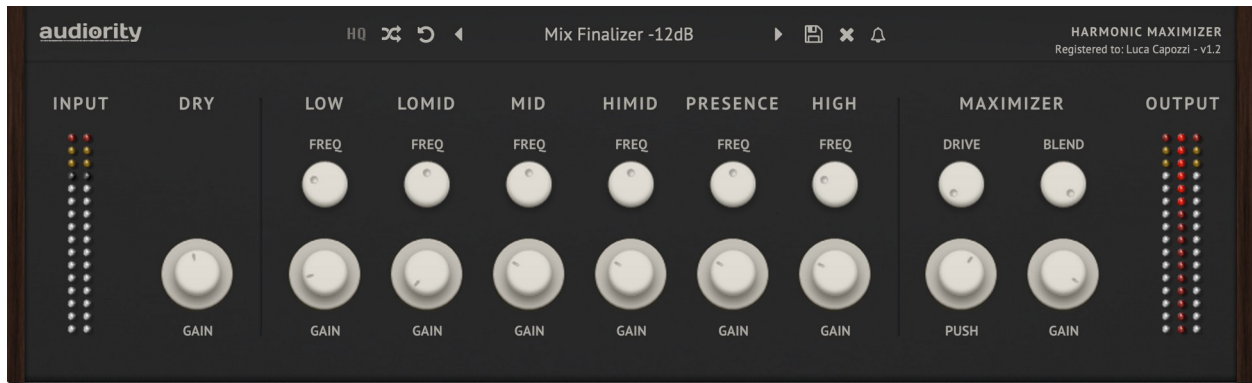 audiority
HQ
Mix Finalizer -12dB
HARMONIC MAXIMIZER
Registered to: Luca Capozzi - v1.2
INPUT DRY LOW LOMID MID HIMID PRESENCE HIGH MAXIMIZER OUTPUT
FREQ FREQ FREQ FREQ FREQ FREQ DRIVE BLEND
GAIN GAIN GAIN GAIN GAIN GAIN GAIN PUSH GAIN